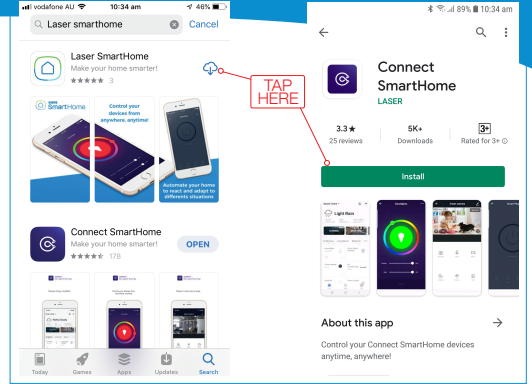 vodafone AU
10:34 am
46%
Laser smarthome
Cancel
Laser SmartHome
Make your home smarter!
★★★★★ 3
SmartHome
Control your
devices from
anywhere, anytime!
Automate your home
to react and adapt to
different situations
Connect SmartHome
Make your home smarter!
178
OPEN
Today
Games
Apps
Updates
Search
TAP
HERE
89% 10:34 am
Connect
SmartHome
LASER
3.3 ★
25 reviews
5K+
Downloads
3+
Rated for 3+
Install
Light Rain
About this app
Control your Connect SmartHome devices
anytime, anywhere!